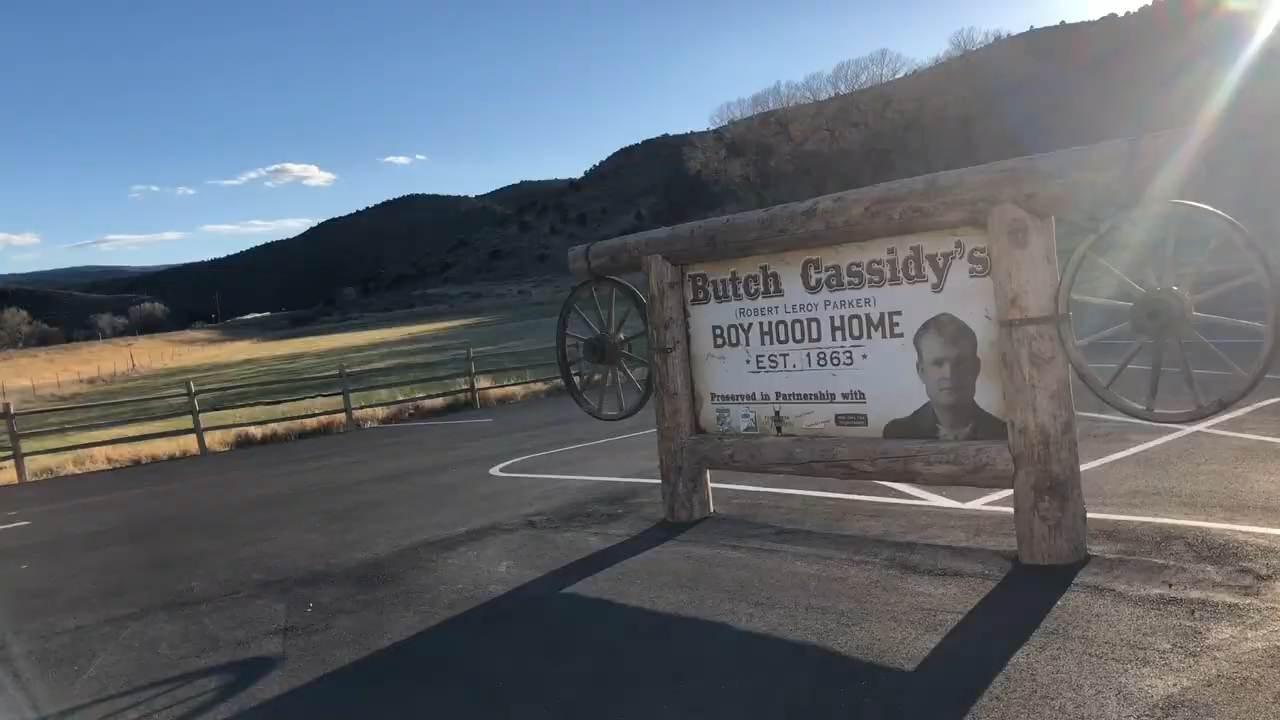 Butch Cassidy's
(ROBERT LEROY PARKER)
BOY HOOD HOME
* EST. 1863 *
Preserved in Partnership with